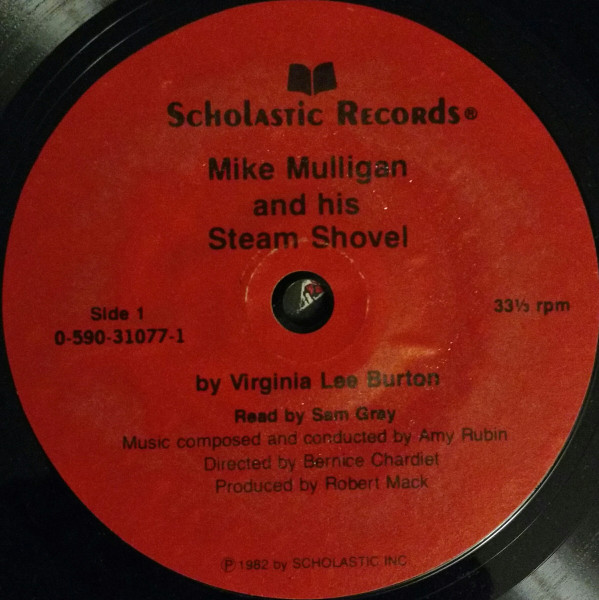 Scholastic Records®
Mike Mulligan
and his
Steam Shovel
Side 1
0-590-31077-1
33⅓ rpm
by Virginia Lee Burton
Read by Sam Gray
Music composed and conducted by Amy Rubin
Directed by Bernice Chardiet
Produced by Robert Mack
℗ 1982 by SCHOLASTIC INC.